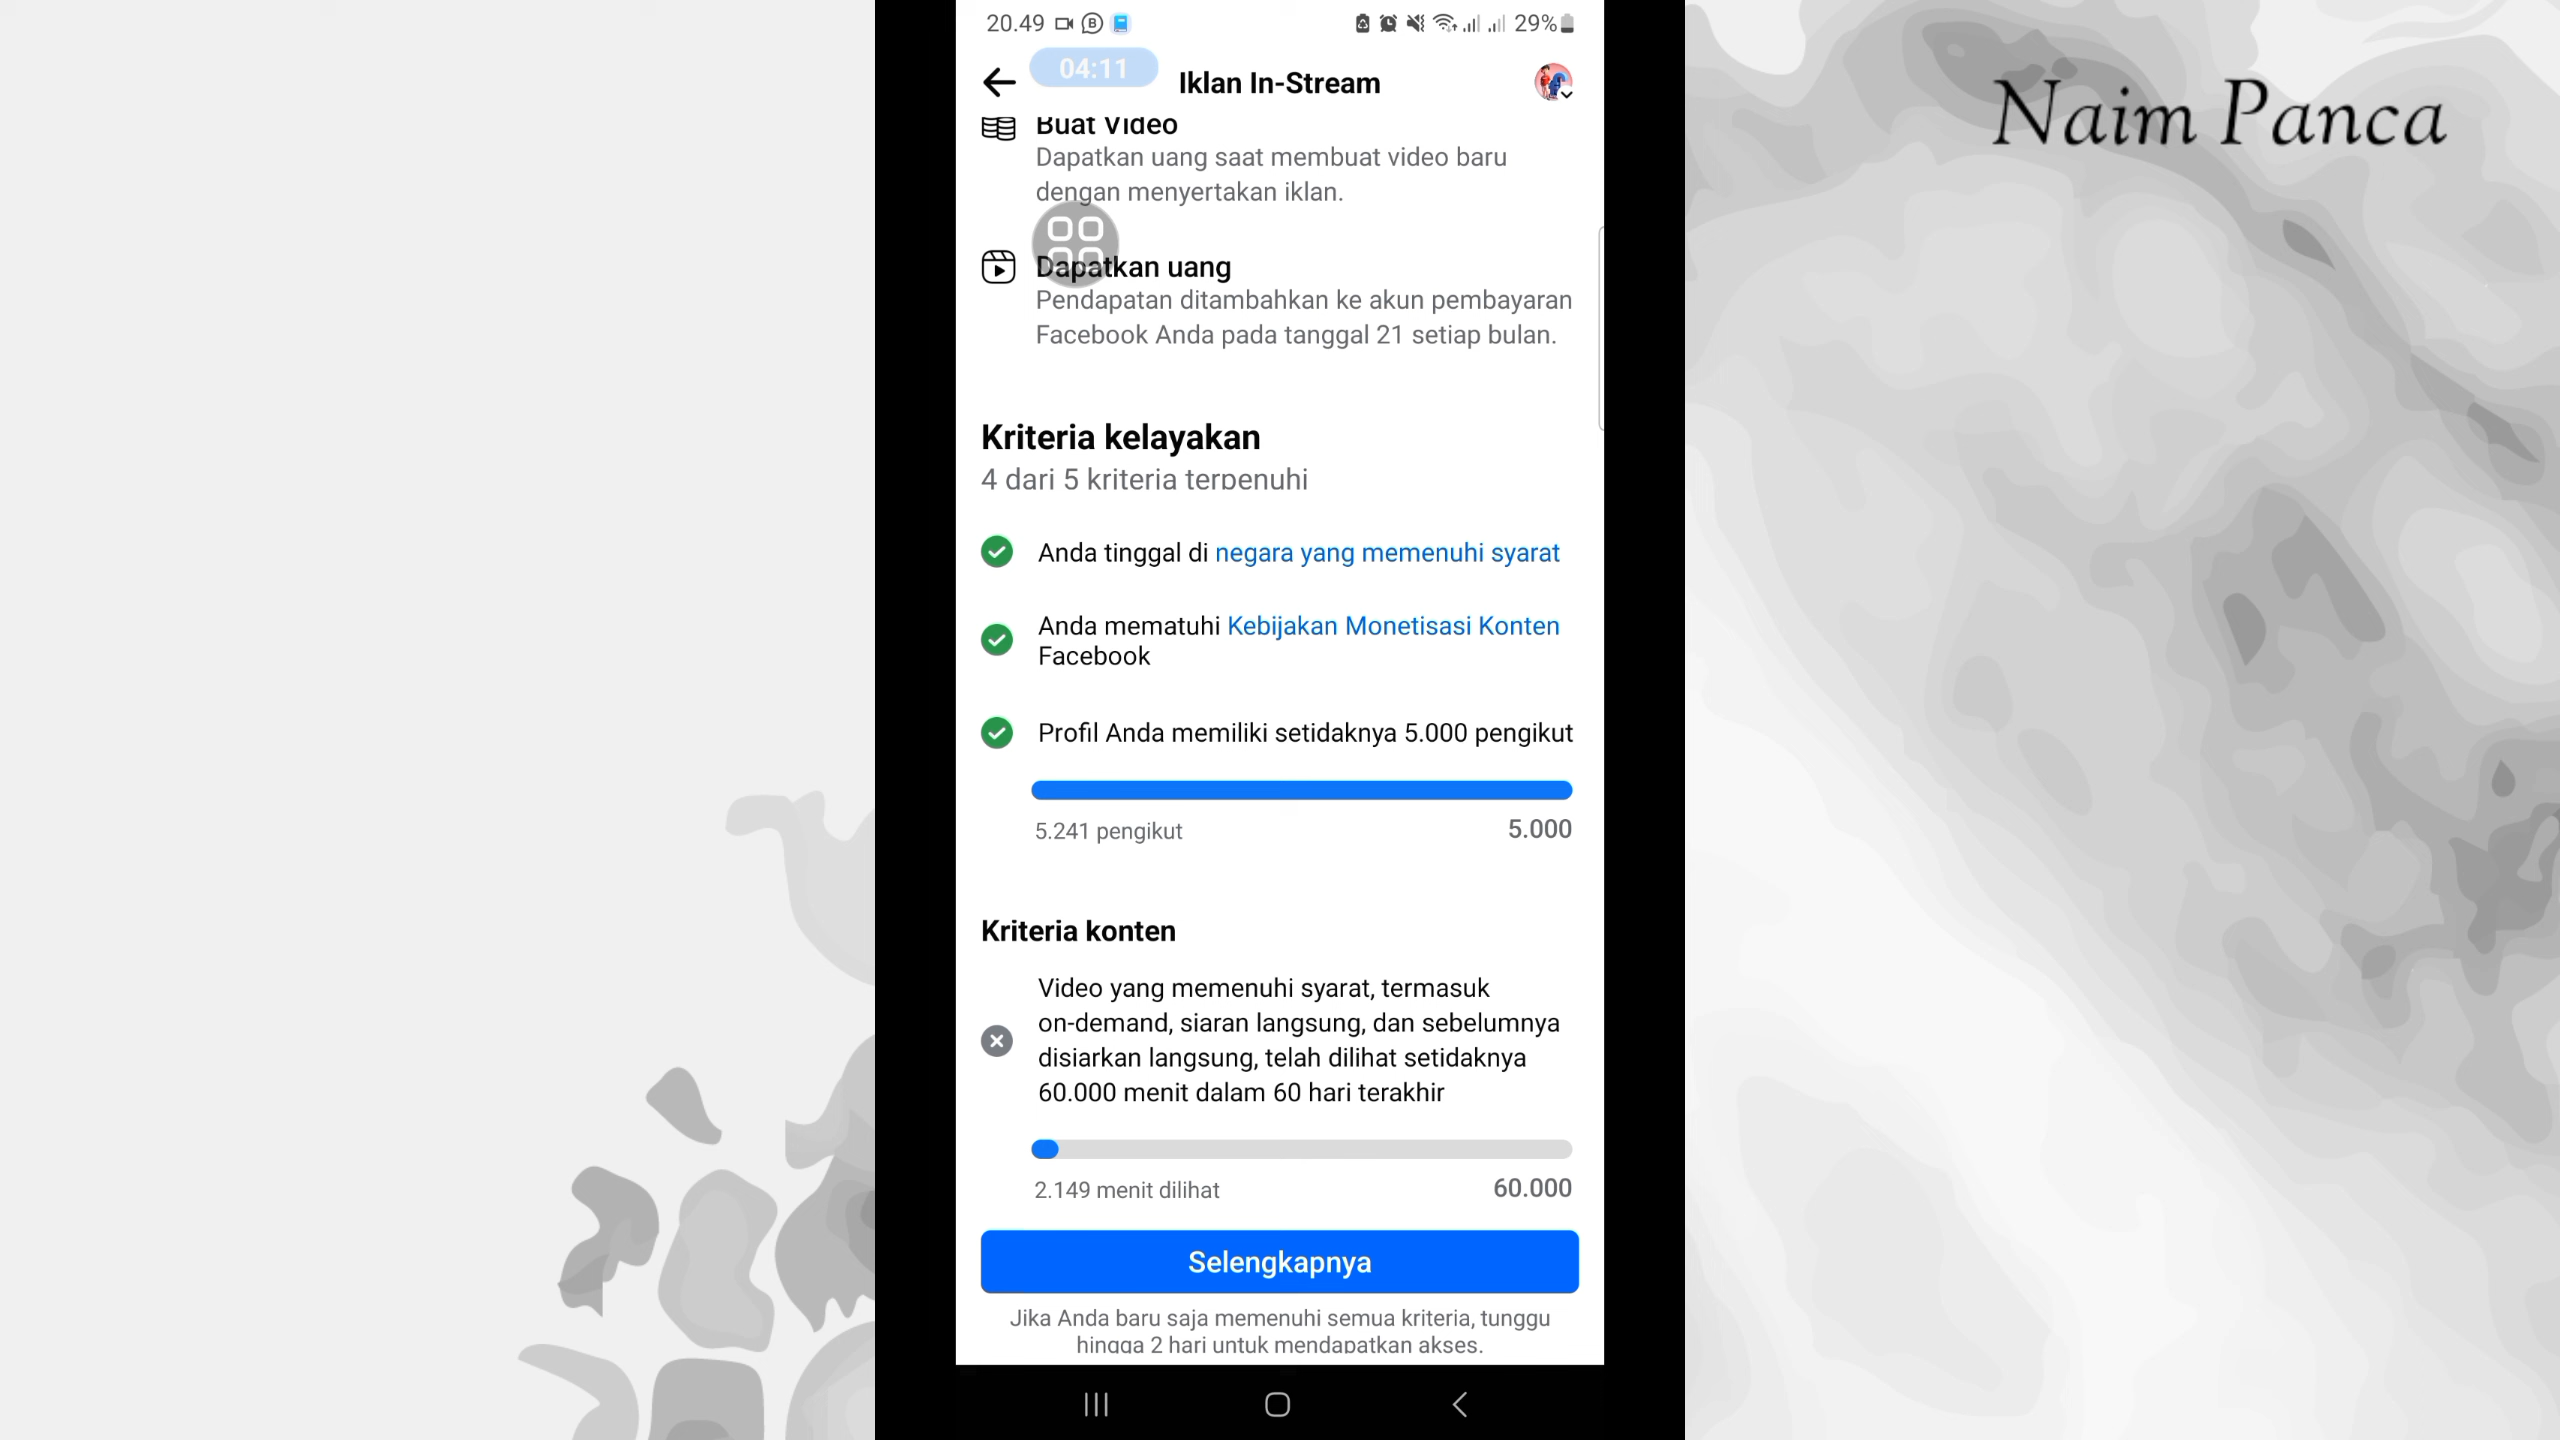 20.49
29%
04:11
Iklan In-Stream
Naim Panca
Buat Video
Dapatkan uang saat membuat video baru
dengan menyertakan iklan.
Dapatkan uang
Pendapatan ditambahkan ke akun pembayaran
Facebook Anda pada tanggal 21 setiap bulan.
Kriteria kelayakan
4 dari 5 kriteria terpenuhi
Anda tinggal di negara yang memenuhi syarat
Anda mematuhi Kebijakan Monetisasi Konten
Facebook
Profil Anda memiliki setidaknya 5.000 pengikut
5.241 pengikut
5.000
Kriteria konten
Video yang memenuhi syarat, termasuk
on-demand, siaran langsung, dan sebelumnya
disiarkan langsung, telah dilihat setidaknya
60.000 menit dalam 60 hari terakhir
2.149 menit dilihat
60.000
Selengkapnya
Jika Anda baru saja memenuhi semua kriteria, tunggu
hingga 2 hari untuk mendapatkan akses.